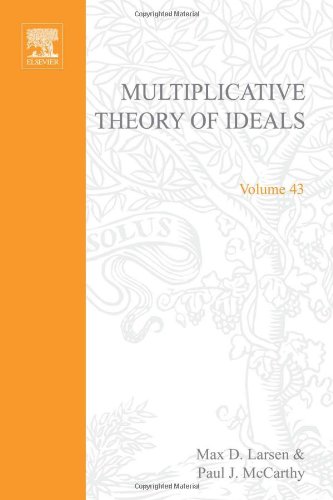 ELSEVIER
MULTIPLICATIVE
THEORY OF IDEALS
Volume 43
SOLUS
Max D. Larsen &
Paul J. McCarthy